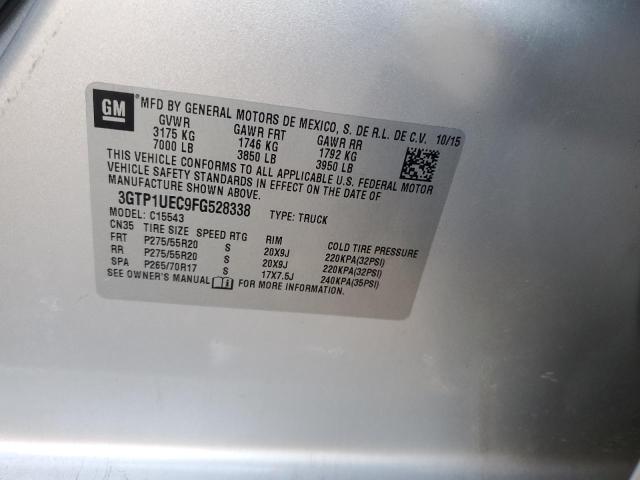 GM MFD BY GENERAL MOTORS DE MEXICO, S. DE R.L. DE C.V. 10/15
GVWR GAWR FRT GAWR RR
3175 KG 1746 KG 1792 KG
7000 LB 3850 LB 3950 LB
THIS VEHICLE CONFORMS TO ALL APPLICABLE U.S. FEDERAL MOTOR
VEHICLE SAFETY STANDARDS IN EFFECT ON THE DATE OF
MANUFACTURE SHOWN ABOVE.
3GTP1UEC9FG528338 TYPE: TRUCK
MODEL: C15543
CN35 TIRE SIZE SPEED RTG RIM COLD TIRE PRESSURE
FRT P275/55R20 S 20X9J 220KPA(32PSI)
RR P275/55R20 S 20X9J 220KPA(32PSI)
SPA P265/70R17 S 17X7.5J 240KPA(35PSI)
SEE OWNER'S MANUAL FOR MORE INFORMATION.